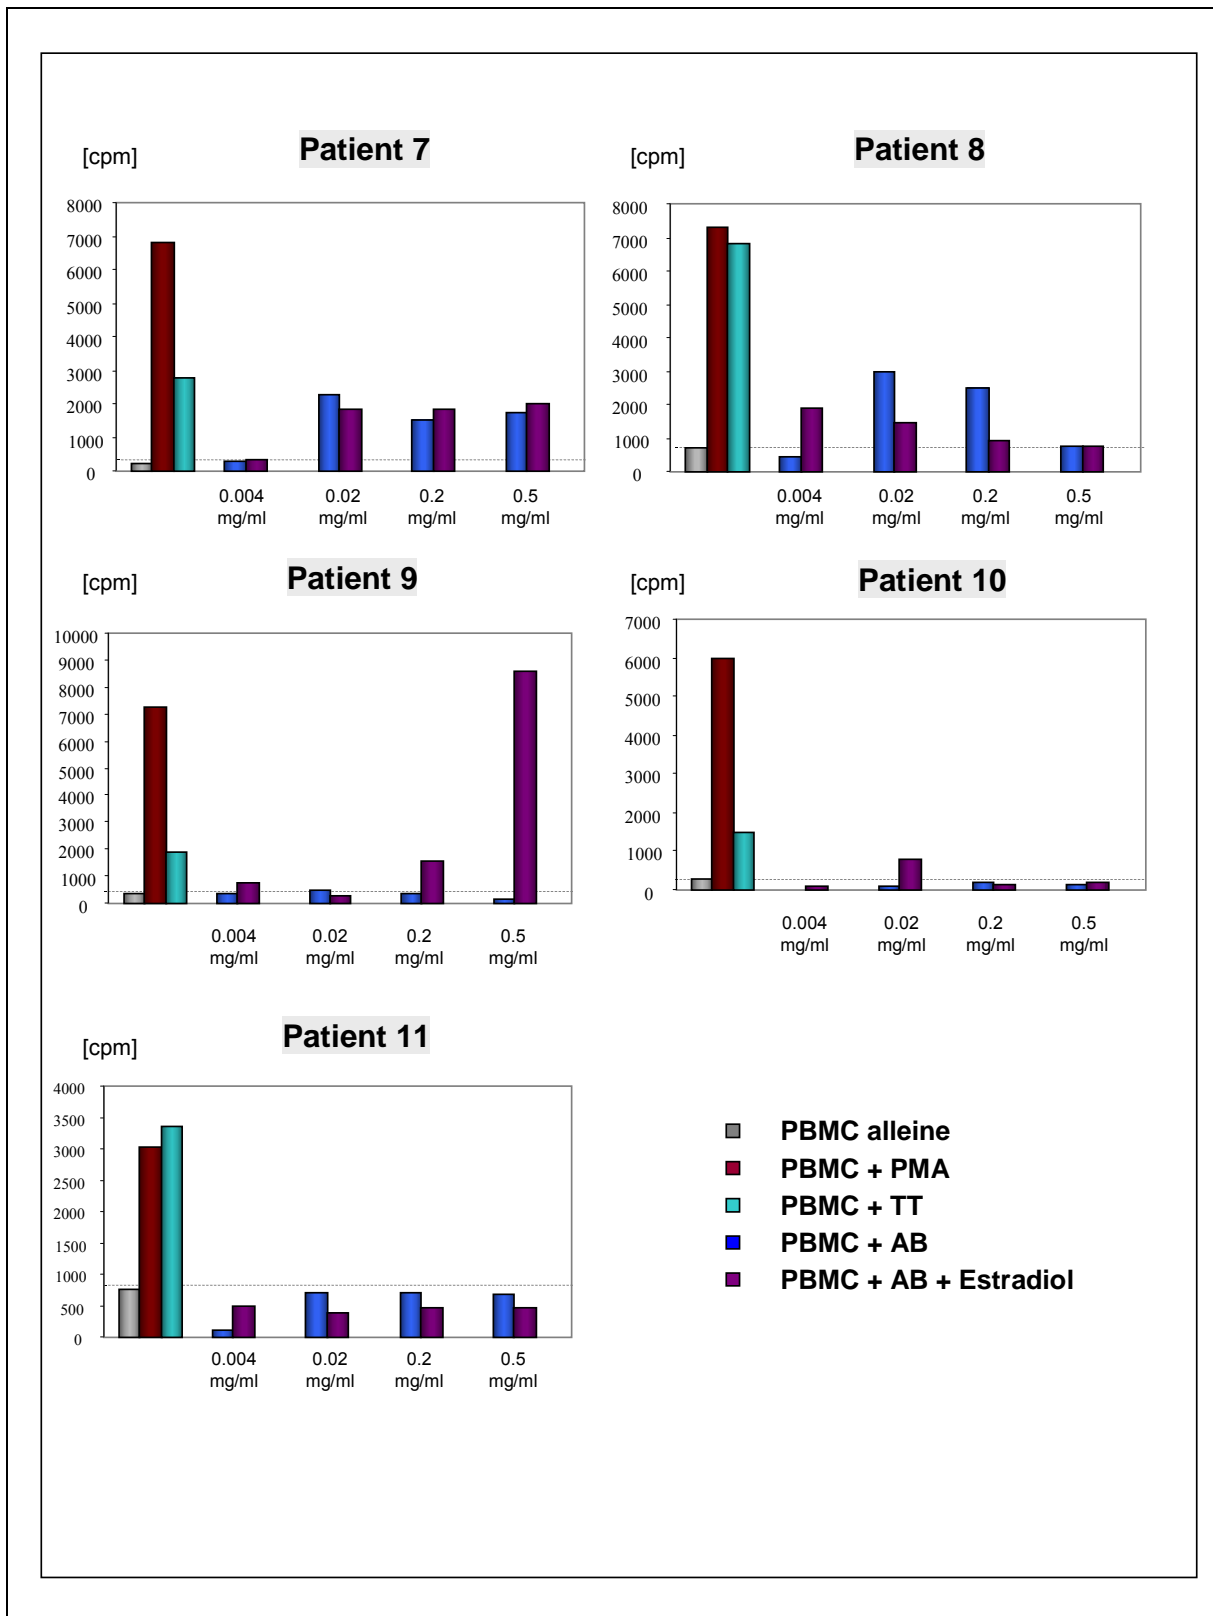 Patient 7
[cpm]
8000
7000
6000
5000
4000
3000
2000
1000
0
0.004 0.02 0.2 0.5
mg/ml mg/ml mg/ml mg/ml
Patient 8
[cpm]
8000
7000
6000
5000
4000
3000
2000
1000
0
0.004 0.02 0.2 0.5
mg/ml mg/ml mg/ml mg/ml
Patient 9
[cpm]
10000
9000
8000
7000
6000
5000
4000
3000
2000
1000
0
0.004 0.02 0.2 0.5
mg/ml mg/ml mg/ml mg/ml
Patient 10
[cpm]
7000
6000
5000
4000
3000
2000
1000
0
0.004 0.02 0.2 0.5
mg/ml mg/ml mg/ml mg/ml
Patient 11
[cpm]
4000
3500
3000
2500
2000
1500
1000
500
0
0.004 0.02 0.2 0.5
mg/ml mg/ml mg/ml mg/ml
PBMC alleine
PBMC + PMA
PBMC + TT
PBMC + AB
PBMC + AB + Estradiol